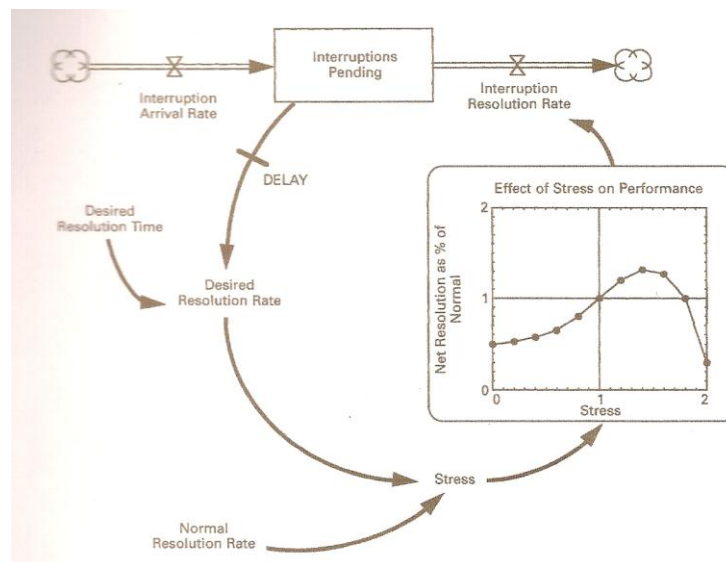 Interruptions
Pending
Interruption
Arrival Rate
Interruption
Resolution Rate
DELAY
Effect of Stress on Performance
Desired
Resolution Time
2
Net Resolution as % of
Normal
1
Desired
Resolution Rate
0
0
1
2
Stress
Stress
Normal
Resolution Rate